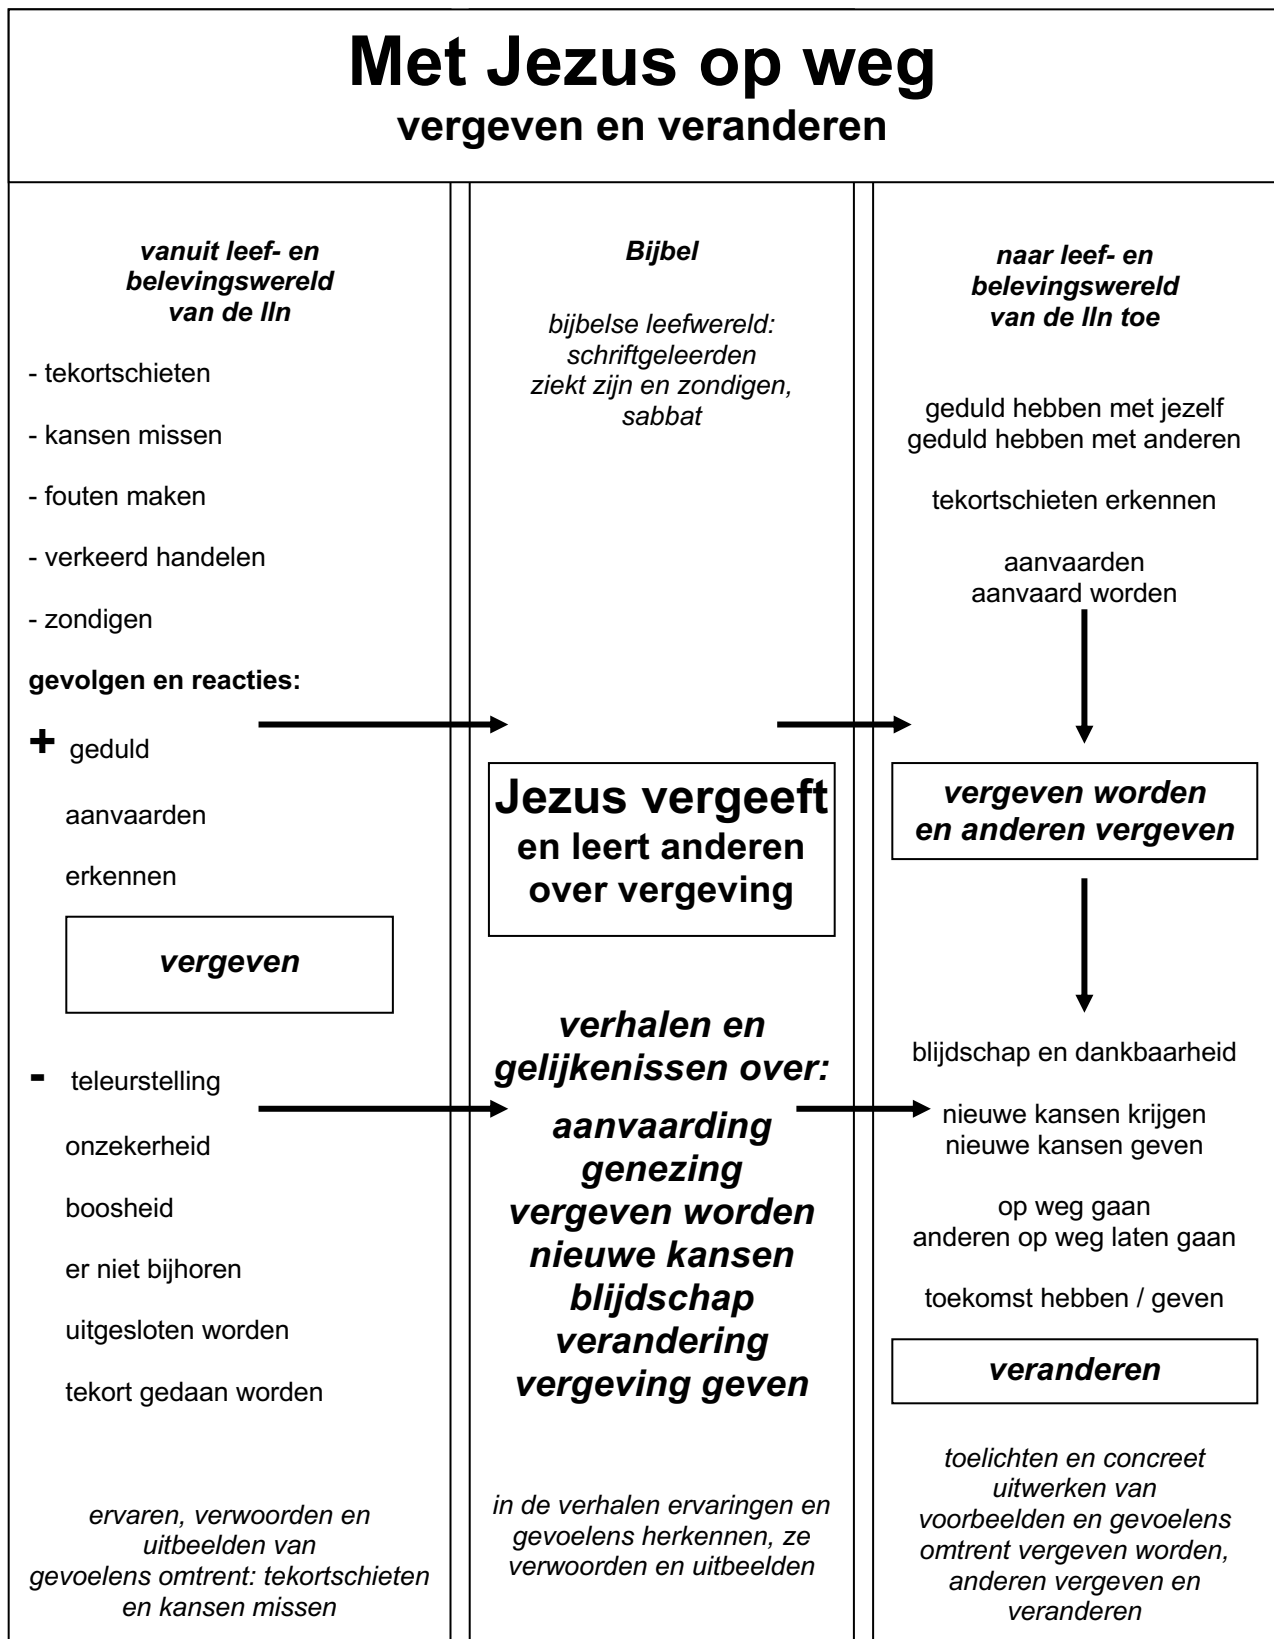 Met Jezus op weg
vergeven en veranderen
vanuit leef- en
belevingswereld
van de lln
- tekortschieten
- kansen missen
- fouten maken
- verkeerd handelen
- zondigen
gevolgen en reacties:
+ geduld
aanvaarden
erkennen
vergeven
- teleurstelling
onzekerheid
boosheid
er niet bijhoren
uitgesloten worden
tekort gedaan worden
ervaren, verwoorden en
uitbeelden van
gevoelens omtrent: tekortschieten
en kansen missen
Bijbel
bijbelse leefwereld:
schriftgeleerden
ziekt zijn en zondigen,
sabbat
Jezus vergeeft
en leert anderen
over vergeving
verhalen en
gelijkenissen over:
aanvaarding
genezing
vergeven worden
nieuwe kansen
blijdschap
verandering
vergeving geven
in de verhalen ervaringen en
gevoelens herkennen, ze
verwoorden en uitbeelden
naar leef- en
belevingswereld
van de lln toe
geduld hebben met jezelf
geduld hebben met anderen
tekortschieten erkennen
aanvaarden
aanvaard worden
vergeven worden
en anderen vergeven
blijdschap en dankbaarheid
nieuwe kansen krijgen
nieuwe kansen geven
op weg gaan
anderen op weg laten gaan
toekomst hebben / geven
veranderen
toelichten en concreet
uitwerken van
voorbeelden en gevoelens
omtrent vergeven worden,
anderen vergeven en
veranderen